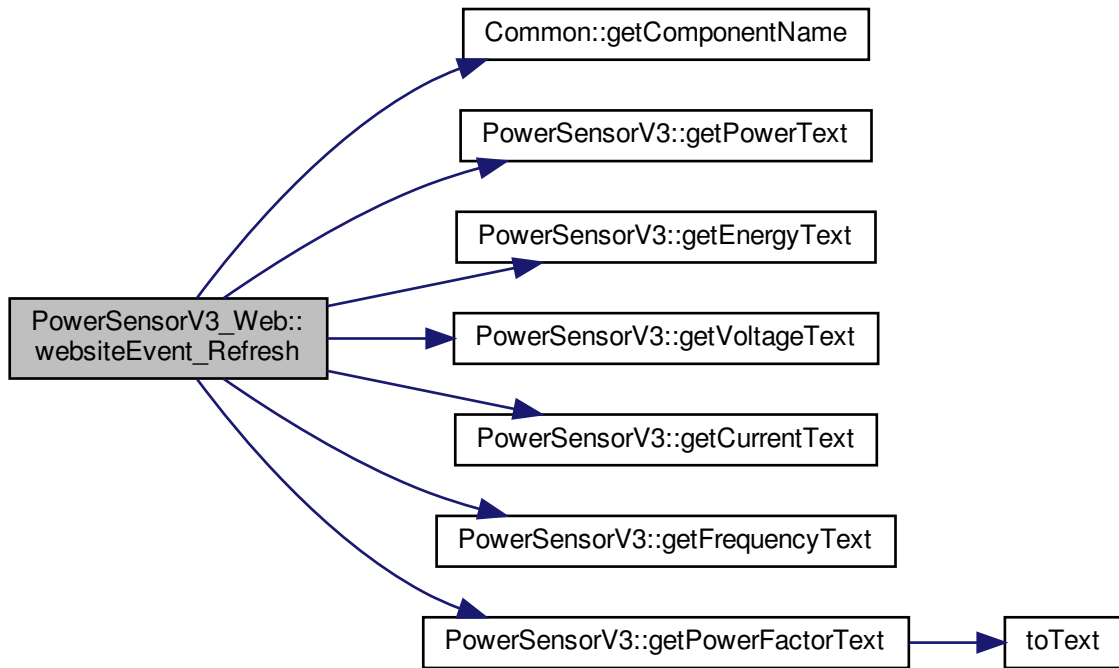 Common::getComponentName
PowerSensorV3::getPowerText
PowerSensorV3::getEnergyText
PowerSensorV3_Web::
websiteEvent_Refresh
PowerSensorV3::getVoltageText
PowerSensorV3::getCurrentText
PowerSensorV3::getFrequencyText
PowerSensorV3::getPowerFactorText
toText